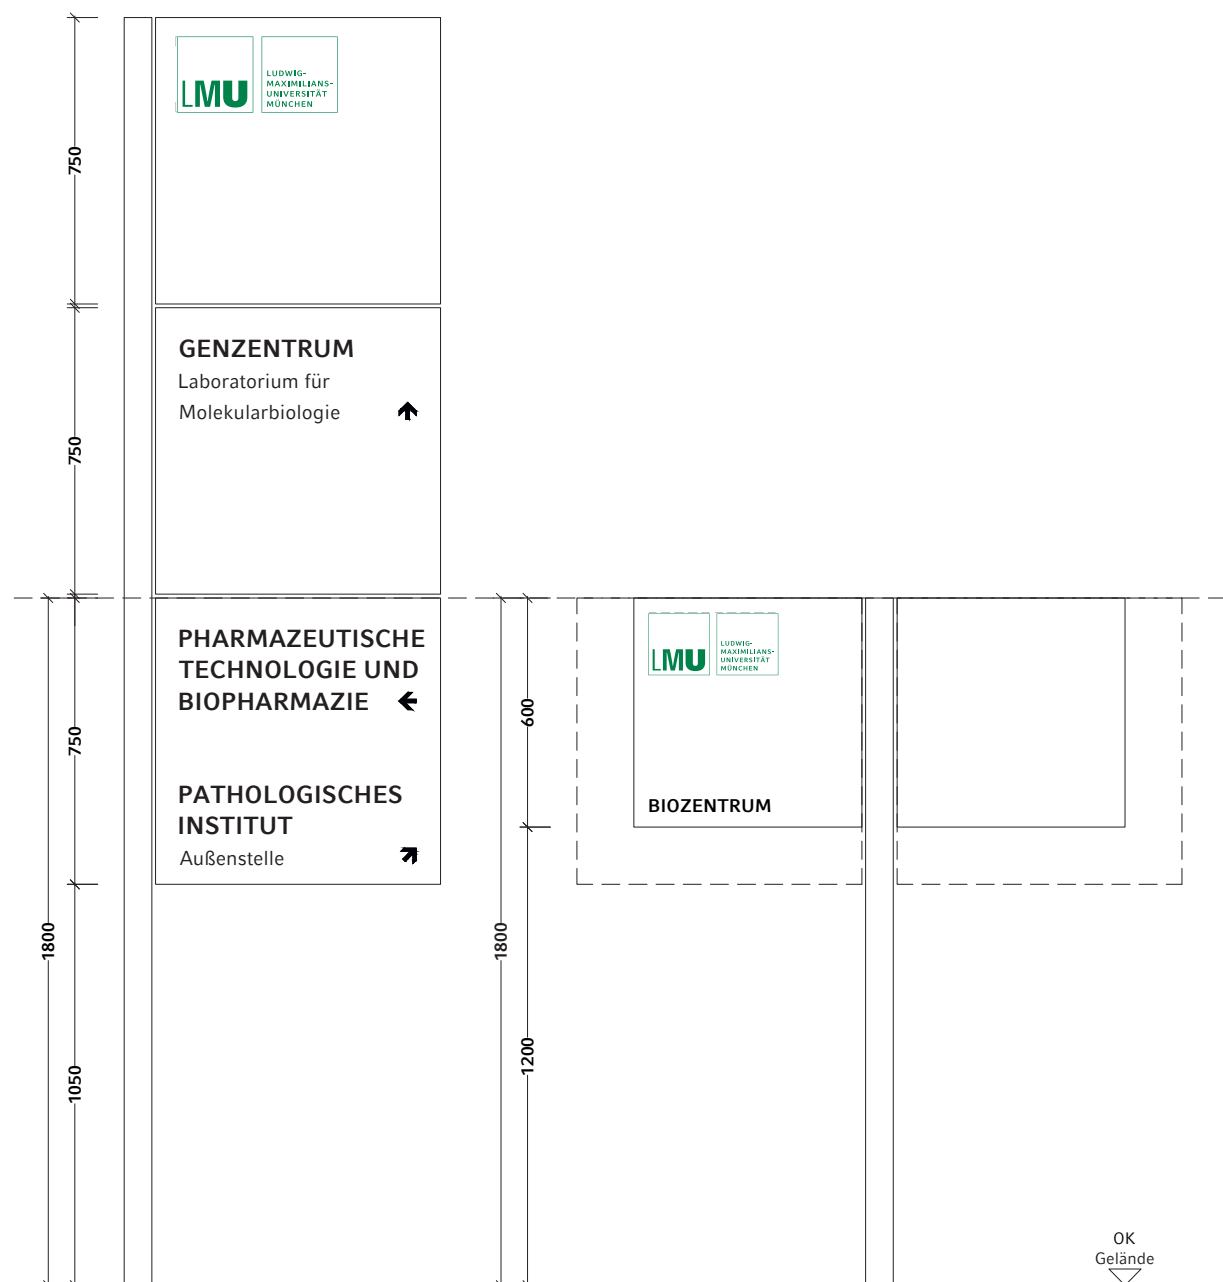 LMU
LUDWIG-
MAXIMILIANS-
UNIVERSITÄT
MÜNCHEN
750
GENZENTRUM
Laboratorium für
Molekularbiologie
750
PHARMAZEUTISCHE
TECHNOLOGIE UND
BIOPHARMAZIE
750
PATHOLOGISCHES
INSTITUT
Außenstelle
1800
1050
LMU
LUDWIG-
MAXIMILIANS-
UNIVERSITÄT
MÜNCHEN
600
BIOZENTRUM
1800
1200
OK
Gelände